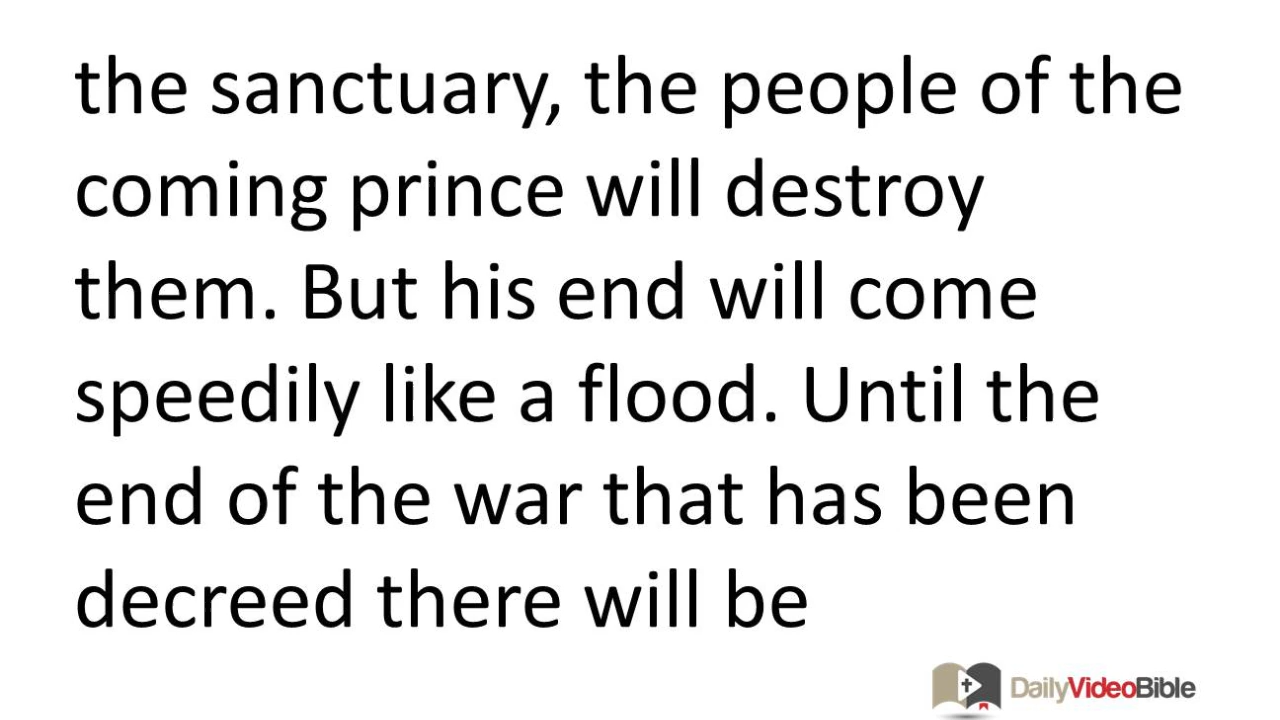 the sanctuary, the people of the
coming prince will destroy
them. But his end will come
speedily like a flood. Until the
end of the war that has been
decreed there will be
DailyVideoBible